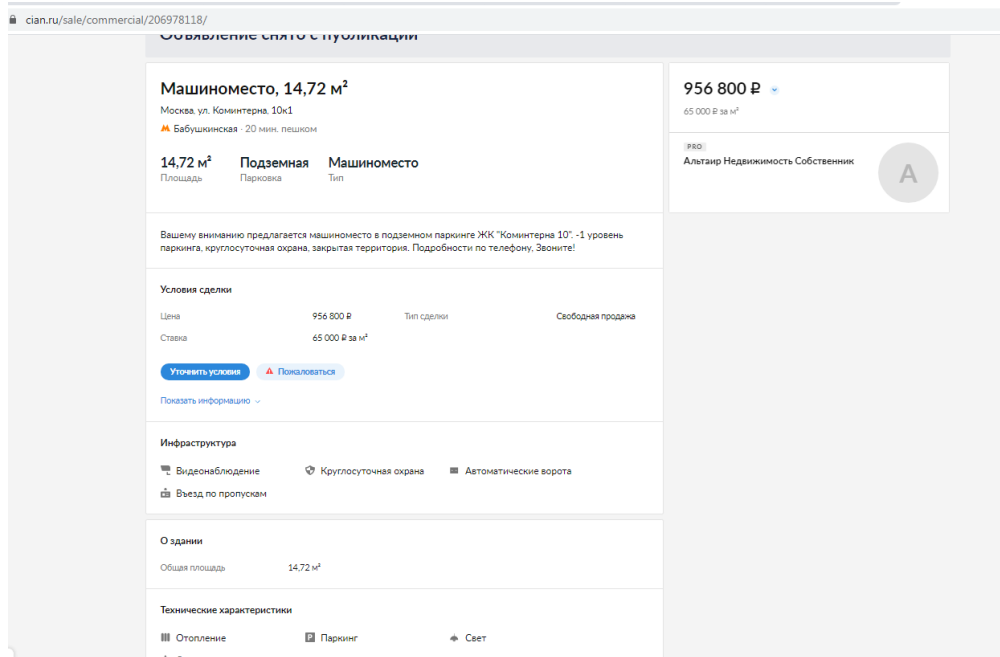 cian.ru/sale/commercial/206978118/
Объявление снято с публикации
Машиноместо, 14,72 м²
Москва, ул. Коминтерна, 10к1
Бабушкинская · 20 мин. пешком
14,72 м² Подземная Машиноместо
Площадь Парковка Тип
956 800 ₽
65 000 ₽ за м²
PRO
Альтаир Недвижимость Собственник
А
Вашему вниманию предлагается машиноместо в подземном паркинге ЖК "Коминтерна 10". -1 уровень
паркинга, круглосуточная охрана, закрытая территория. Подробности по телефону, Звоните!
Условия сделки
Цена 956 800 ₽ Тип сделки Свободная продажа
Ставка 65 000 ₽ за м²
Уточнить условия Пожаловаться
Показать информацию
Инфраструктура
Видеонаблюдение Круглосуточная охрана Автоматические ворота
Въезд по пропускам
О здании
Общая площадь 14,72 м²
Технические характеристики
Отопление P Паркинг Свет